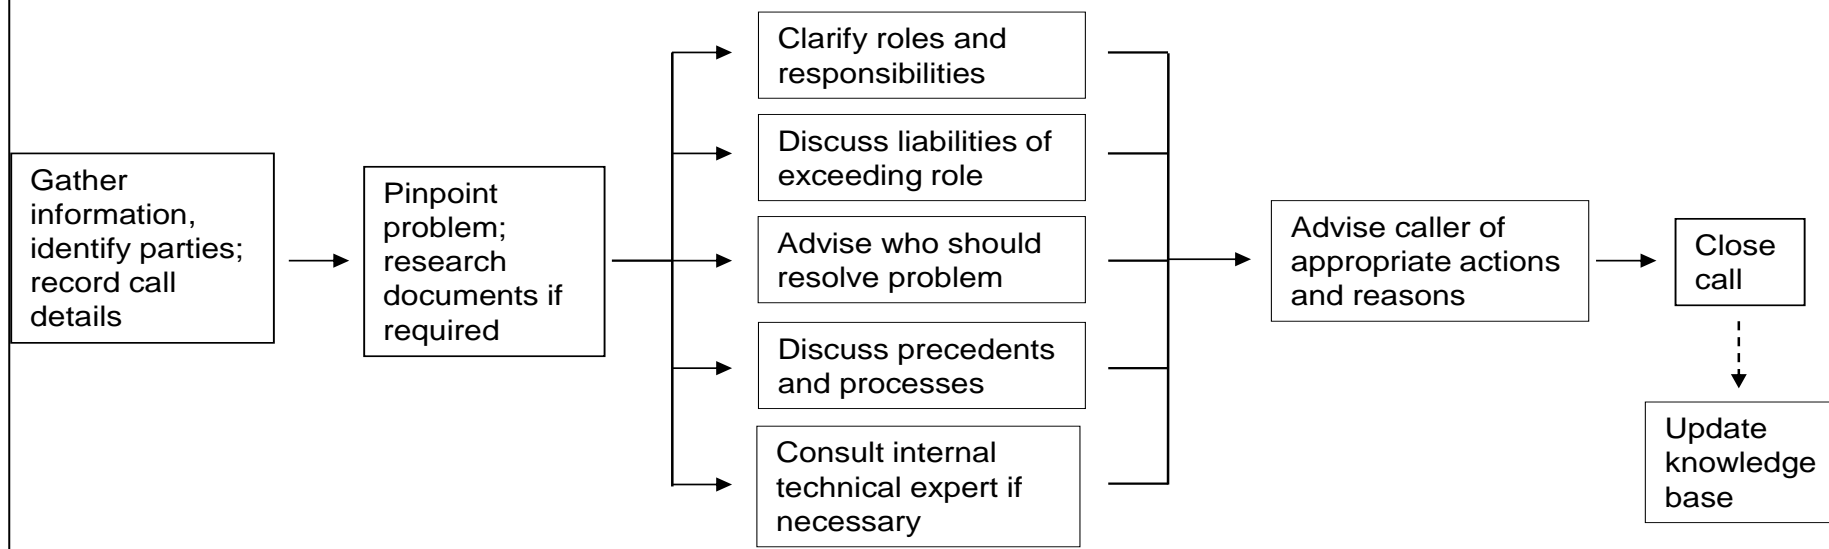 Gather
information,
identify parties;
record call
details
Pinpoint
problem;
research
documents if
required
Clarify roles and
responsibilities
Discuss liabilities of
exceeding role
Advise who should
resolve problem
Discuss precedents
and processes
Consult internal
technical expert if
necessary
Advise caller of
appropriate actions
and reasons
Close
call
Update
knowledge
base